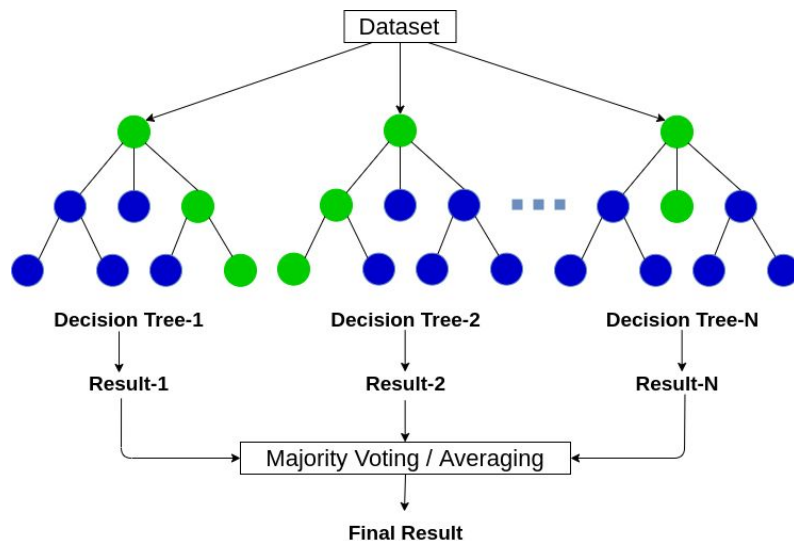 Dataset
Decision Tree-1
Decision Tree-2
Decision Tree-N
Result-1
Result-2
Result-N
Majority Voting / Averaging
Final Result